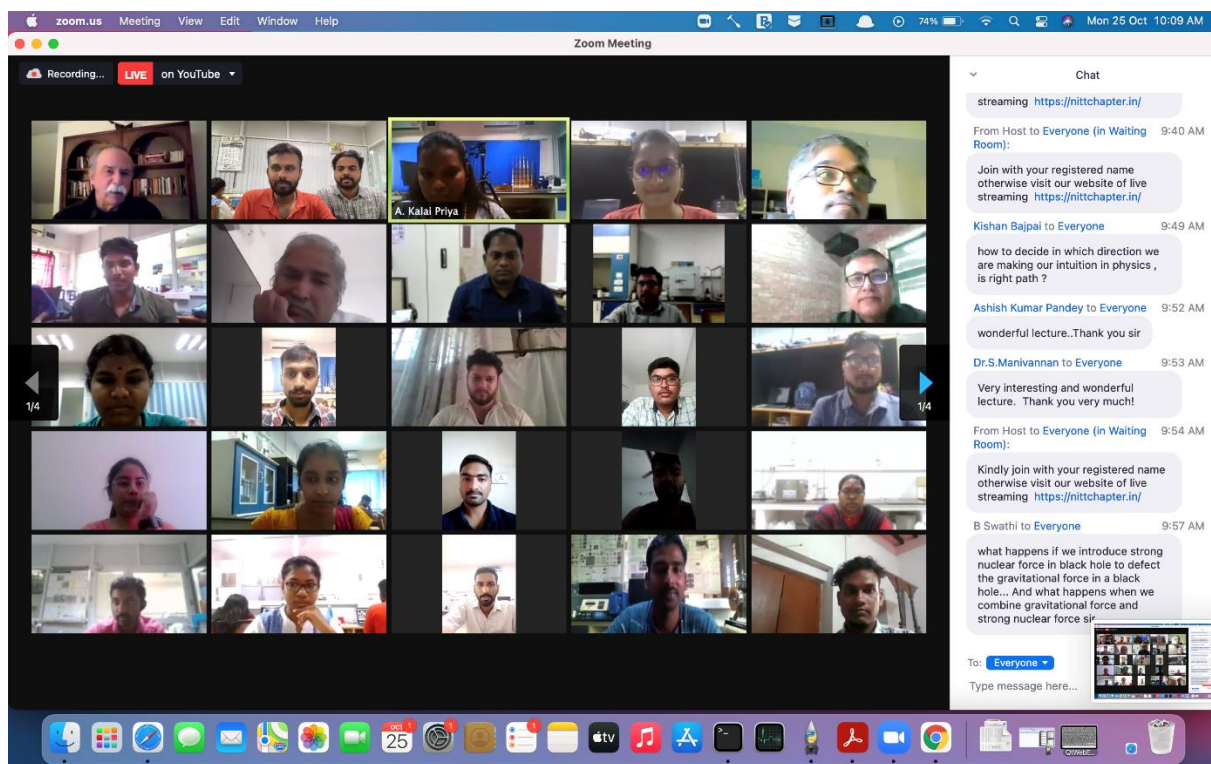 zoom.us Meeting View Edit Window Help
74%
Mon 25 Oct 10:09 AM
Zoom Meeting
Recording...
LIVE on YouTube
A. Kalai Priya
1/4
1/4
Chat
streaming https://nittchapter.in/
From Host to Everyone (in Waiting 9:40 AM
Room):
Join with your registered name
otherwise visit our website of live
streaming https://nittchapter.in/
Kishan Bajpai to Everyone 9:49 AM
how to decide in which direction we
are making our intuition in physics ,
is right path ?
Ashish Kumar Pandey to Everyone 9:52 AM
wonderful lecture..Thank you sir
Dr.S.Manivannan to Everyone 9:53 AM
Very interesting and wonderful
lecture. Thank you very much!
From Host to Everyone (in Waiting 9:54 AM
Room):
Kindly join with your registered name
otherwise visit our website of live
streaming https://nittchapter.in/
B Swathi to Everyone 9:57 AM
what happens if we introduce strong
nuclear force in black hole to defect
the gravitational force in a black
hole... And what happens when we
combine gravitational force and
strong nuclear force sir
To: Everyone
Type message here...
OCT
25
1
1
1
tv